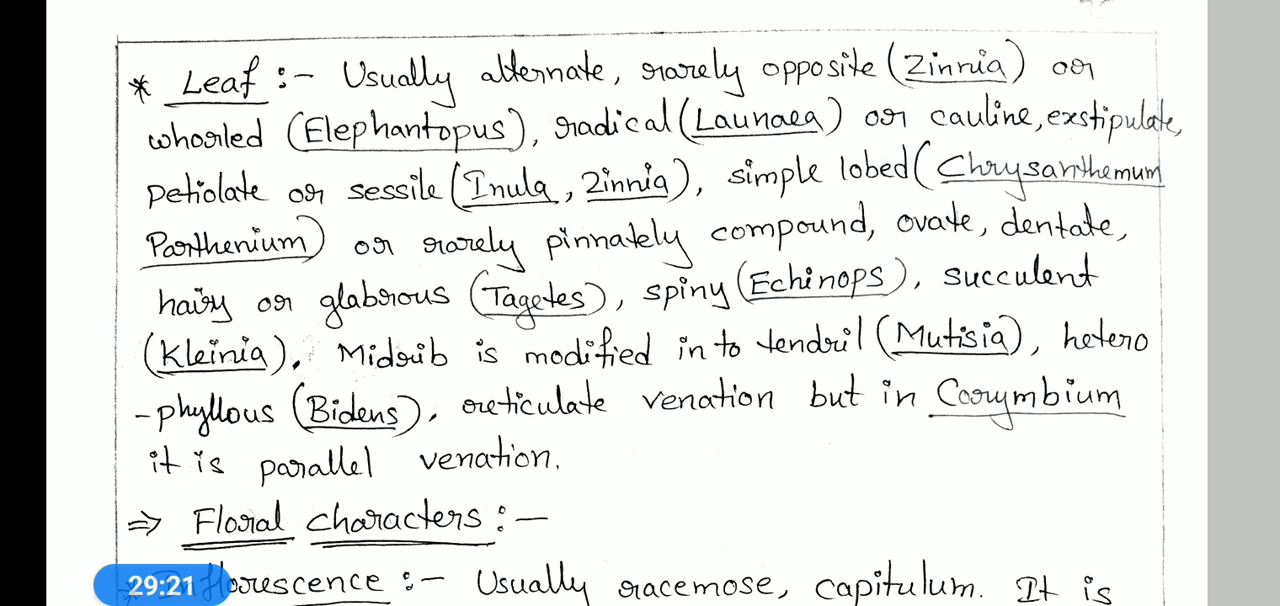 * Leaf :- Usually alternate, rarely opposite (Zinnia) or
whorled (Elephantopus), radical (Launaea) or cauline, exstipulate,
petiolate or sessile (Inula, Zinnia), simple lobed (Chrysanthemum
Parthenium) or rarely pinnately compound, ovate, dentate,
hairy or glabrous (Tagetes), spiny (Echinops), succulent
(Kleinia). Midrib is modified in to tendril (Mutisia), hetero
-phyllous (Bidens), reticulate venation but in Corymbium
it is parallel venation.
⇒ Floral characters :-
29:21 florescence :- Usually racemose, capitulum. It is